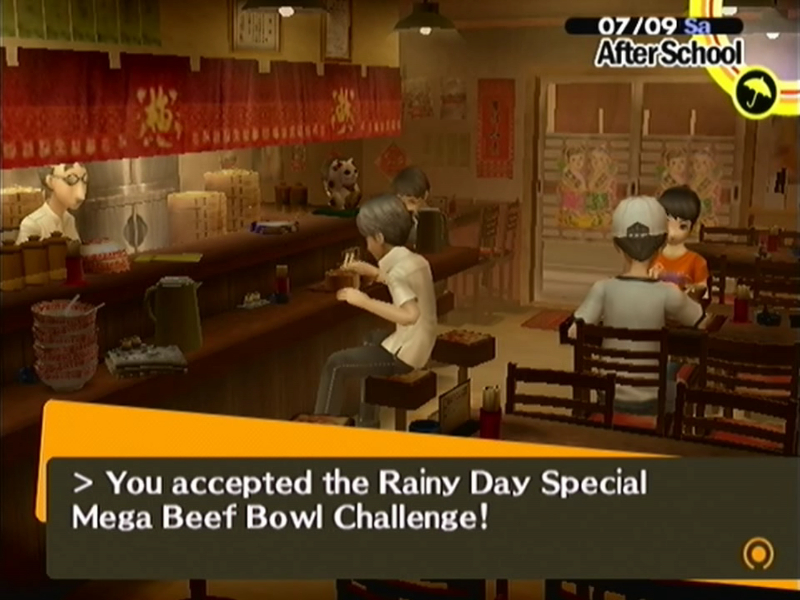 07/09 Sa
After School
> You accepted the Rainy Day Special
Mega Beef Bowl Challenge!